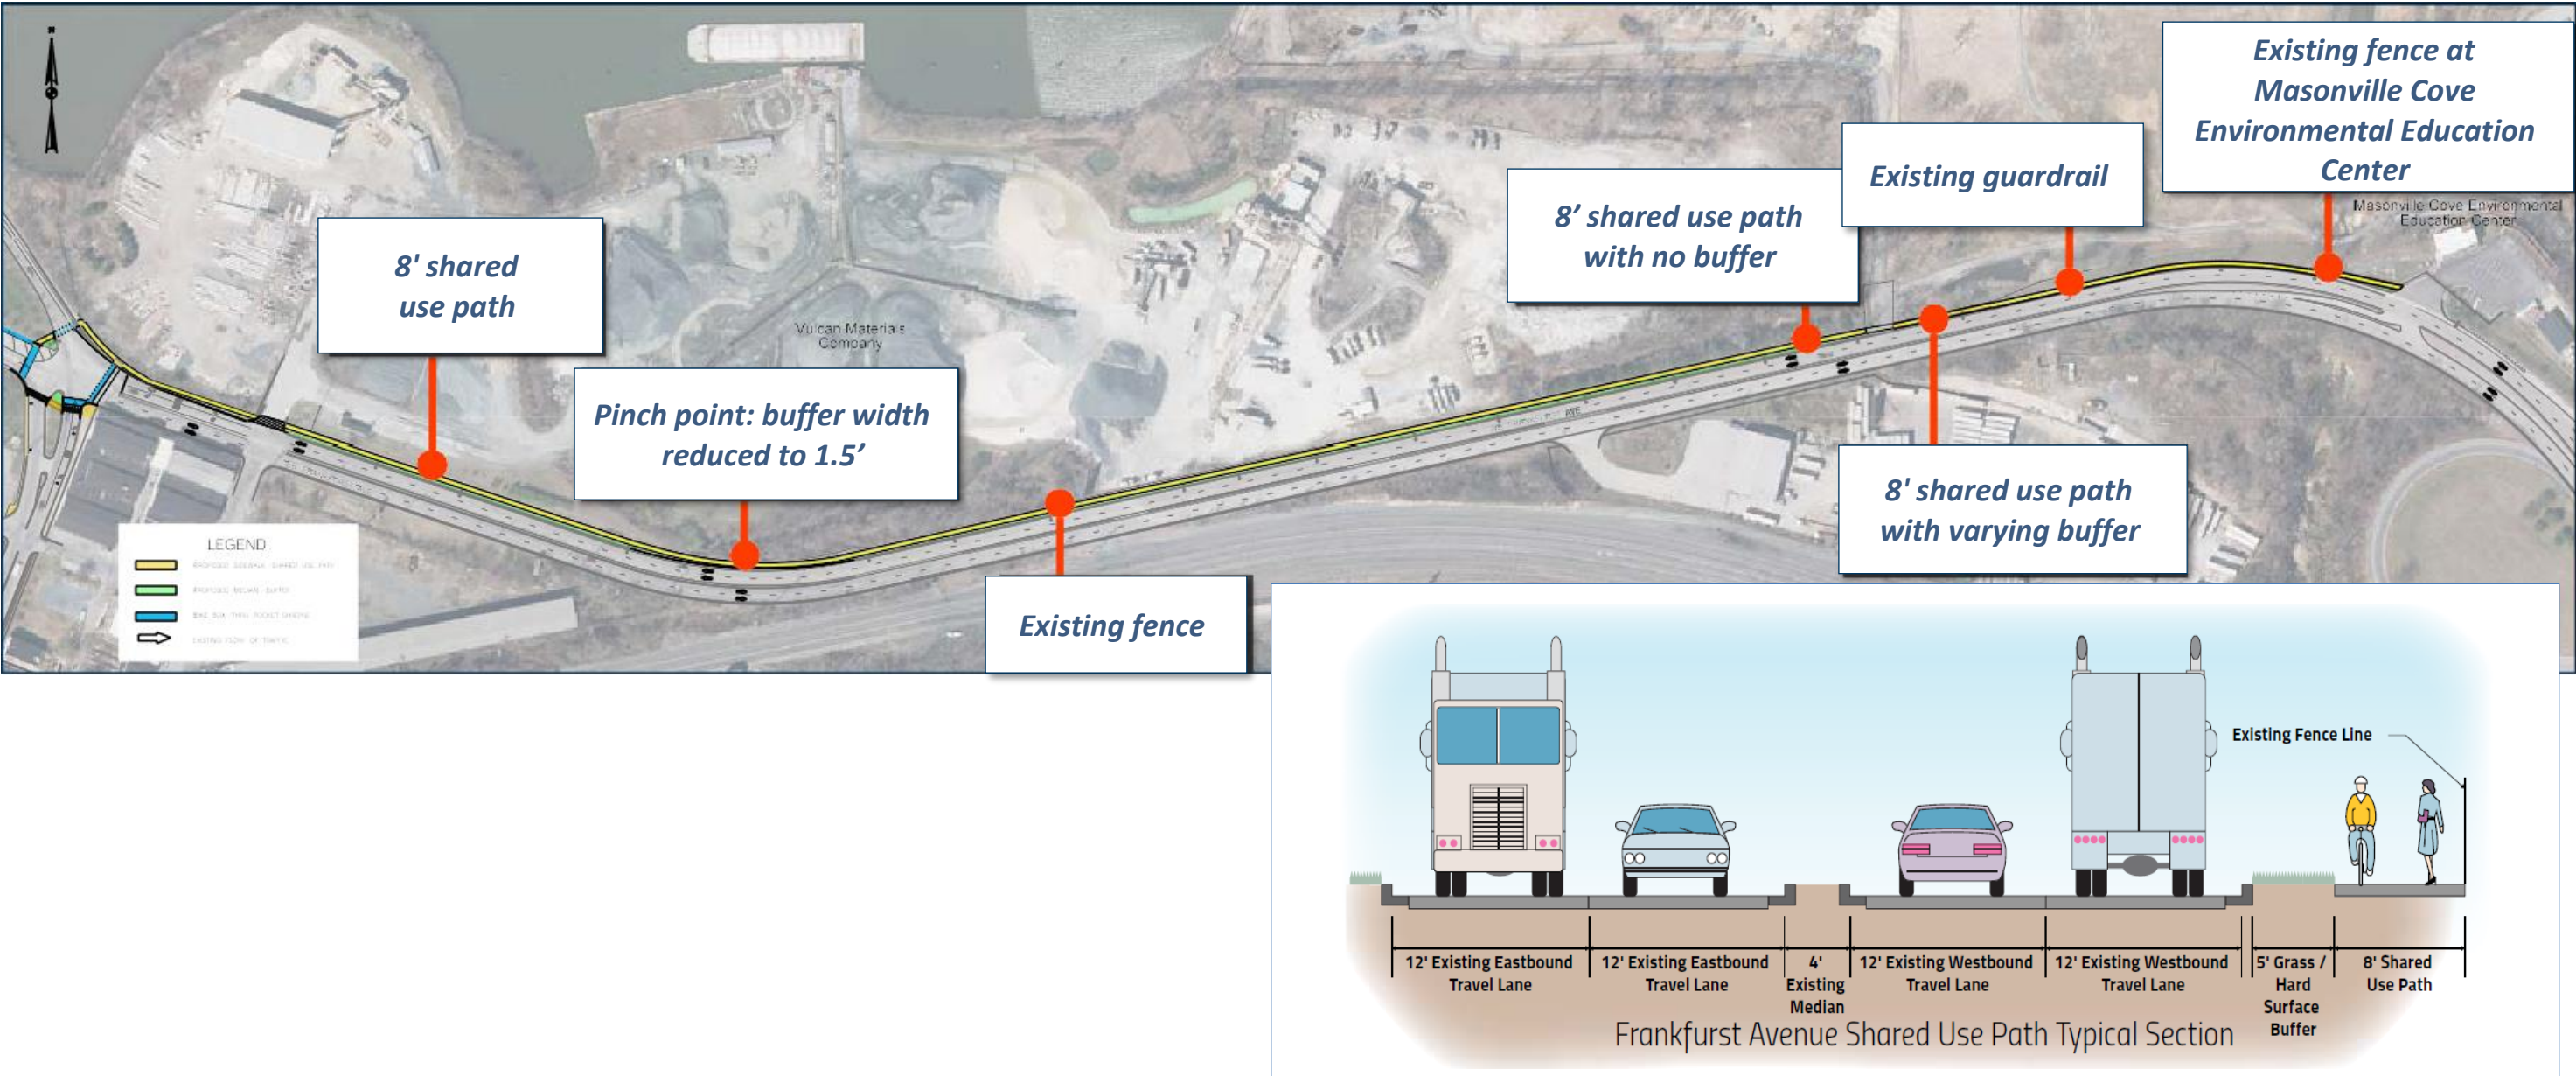 Existing fence at
Masonville Cove
Environmental Education
Center
Existing guardrail
8’ shared use path
with no buffer
Masonville Cove Environmental
Education Center
8' shared
use path
Vulcan Materials
Company
Pinch point: buffer width
reduced to 1.5’
AVE
8' shared use path
with varying buffer
Existing fence
LEGEND
Existing Fence Line
12' Existing Eastbound
Travel Lane
12' Existing Eastbound
Travel Lane
4'
Existing
Median
12' Existing Westbound
Travel Lane
12' Existing Westbound
Travel Lane
5' Grass /
Hard
Surface
Buffer
8' Shared
Use Path
Frankfurst Avenue Shared Use Path Typical Section